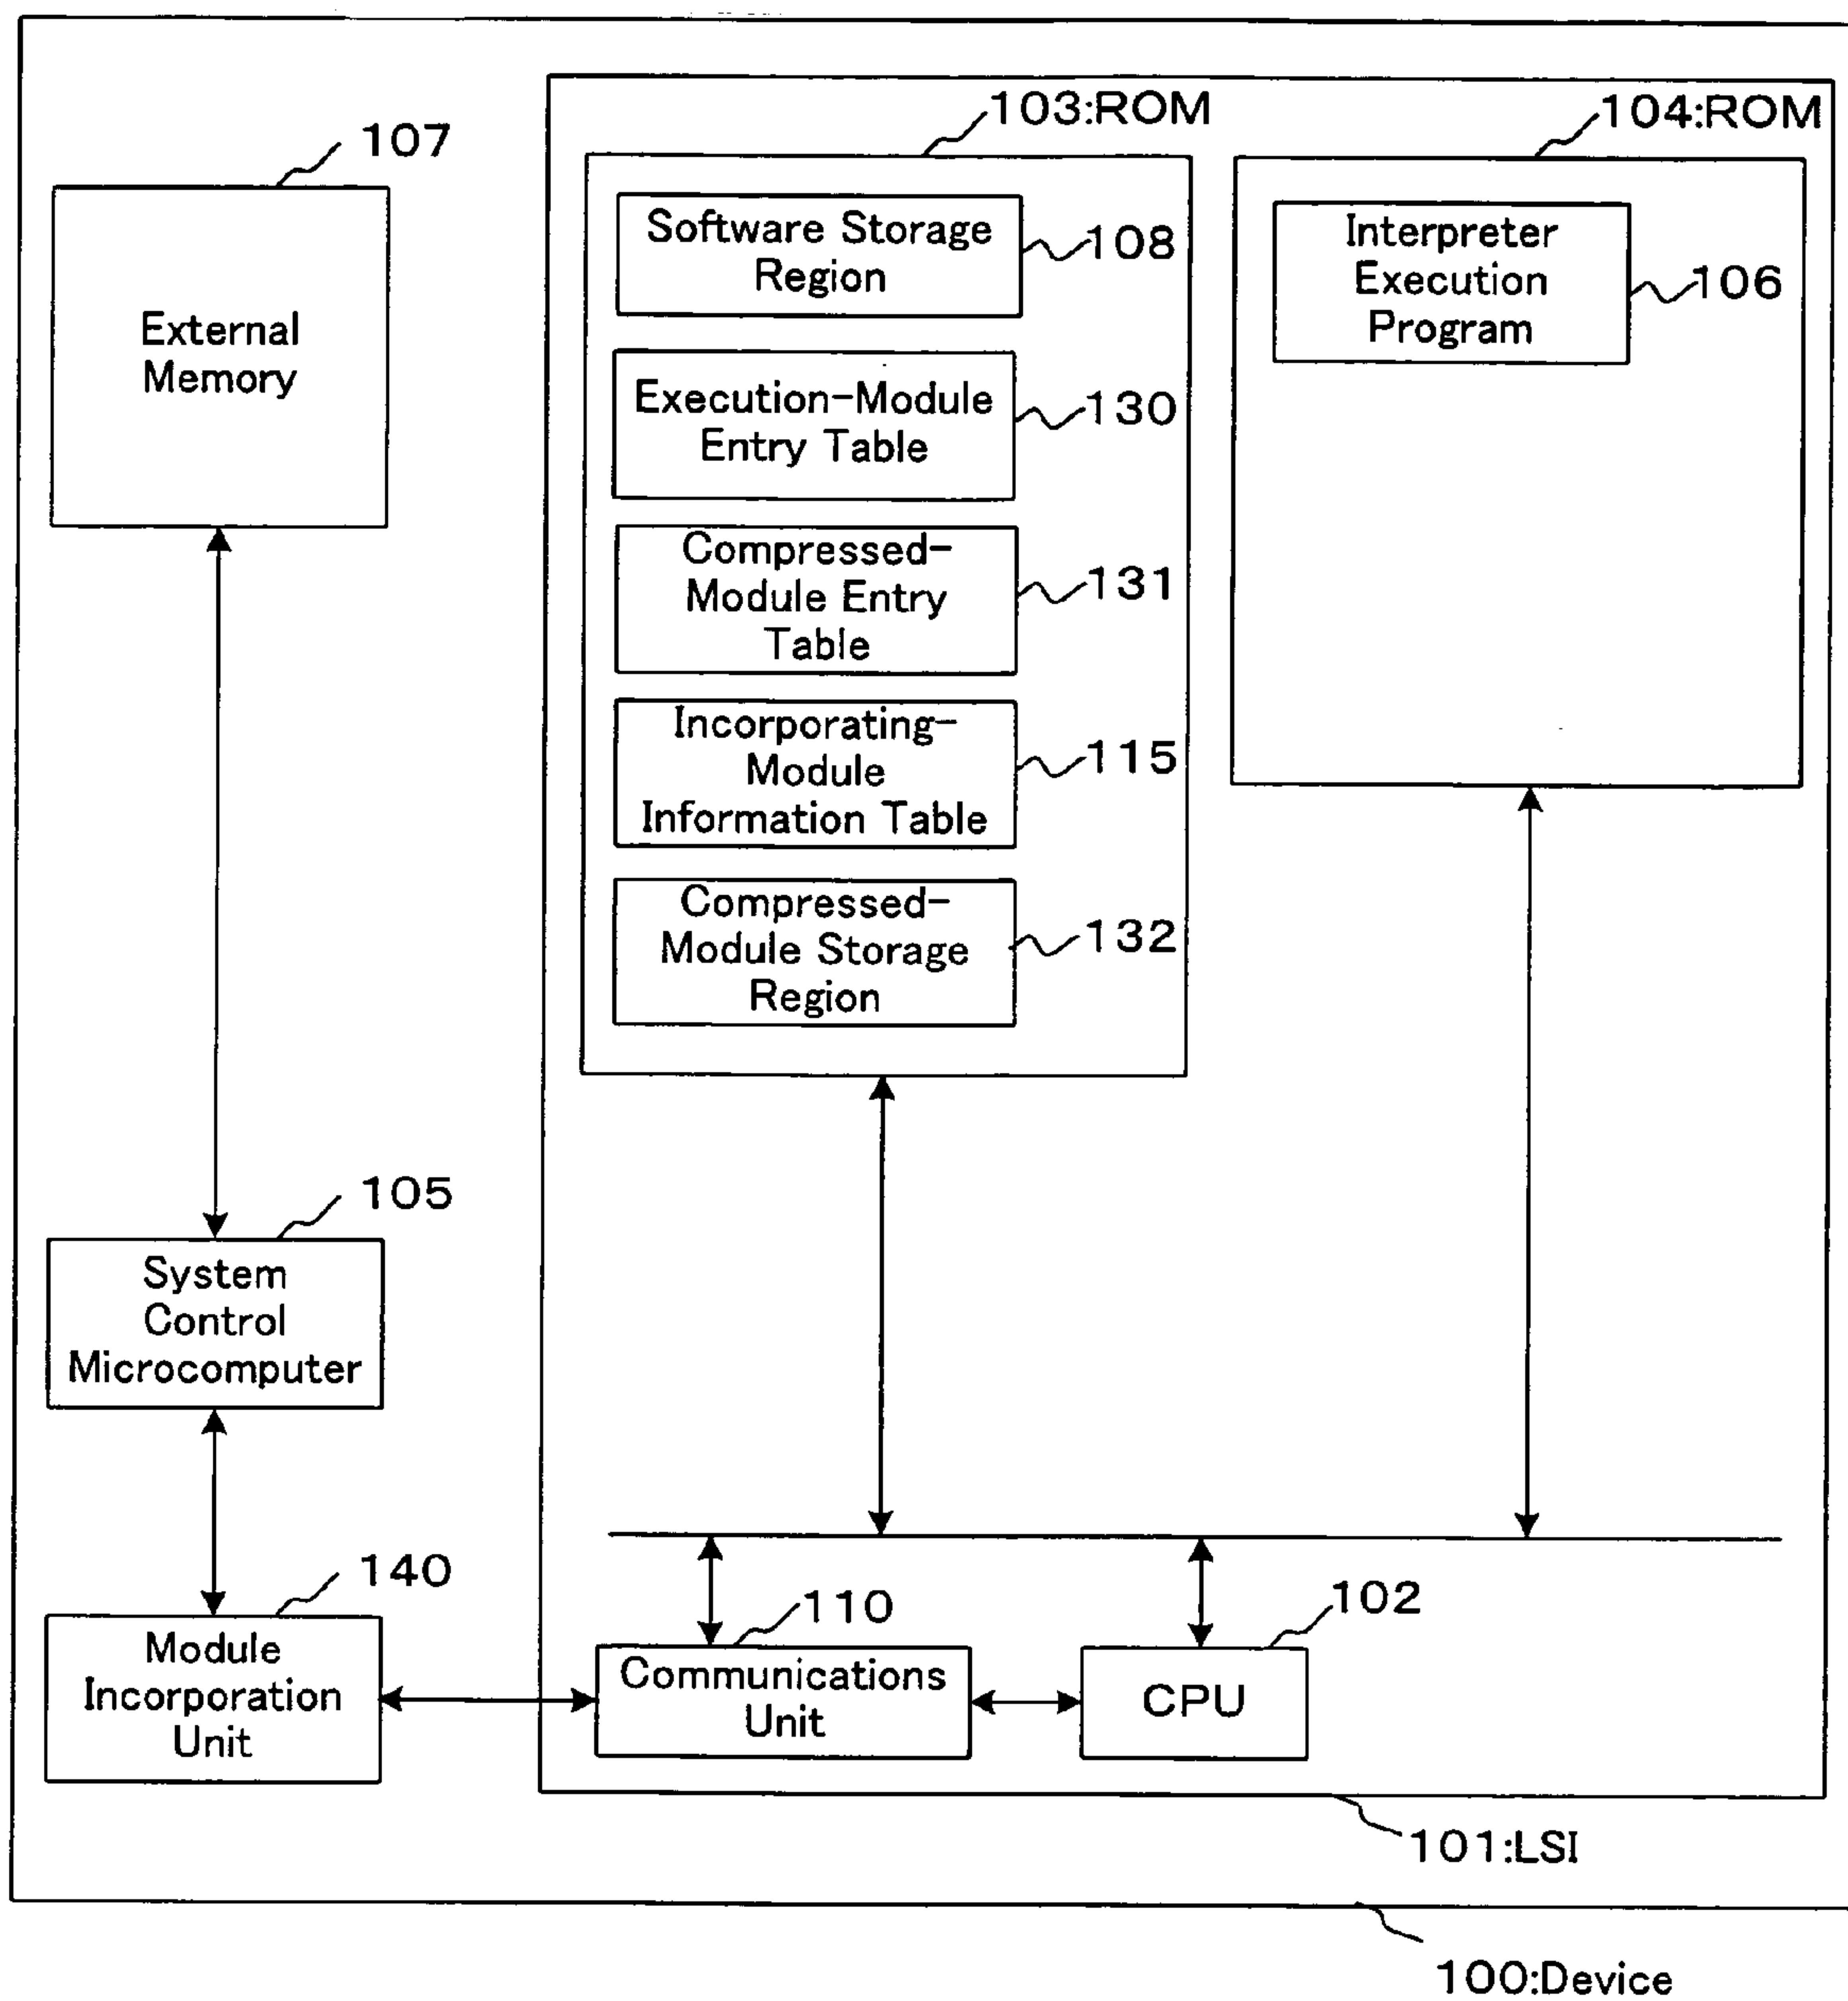 103:ROM
104:ROM
107
External
Memory
Software Storage
Region
108
Interpreter
Execution
Program
106
Execution-Module
Entry Table
130
Compressed-
Module Entry
Table
131
Incorporating-
Module
Information Table
115
Compressed-
Module Storage
Region
132
105
System
Control
Microcomputer
140
Module
Incorporation
Unit
110
Communications
Unit
102
CPU
101:LSI
100:Device